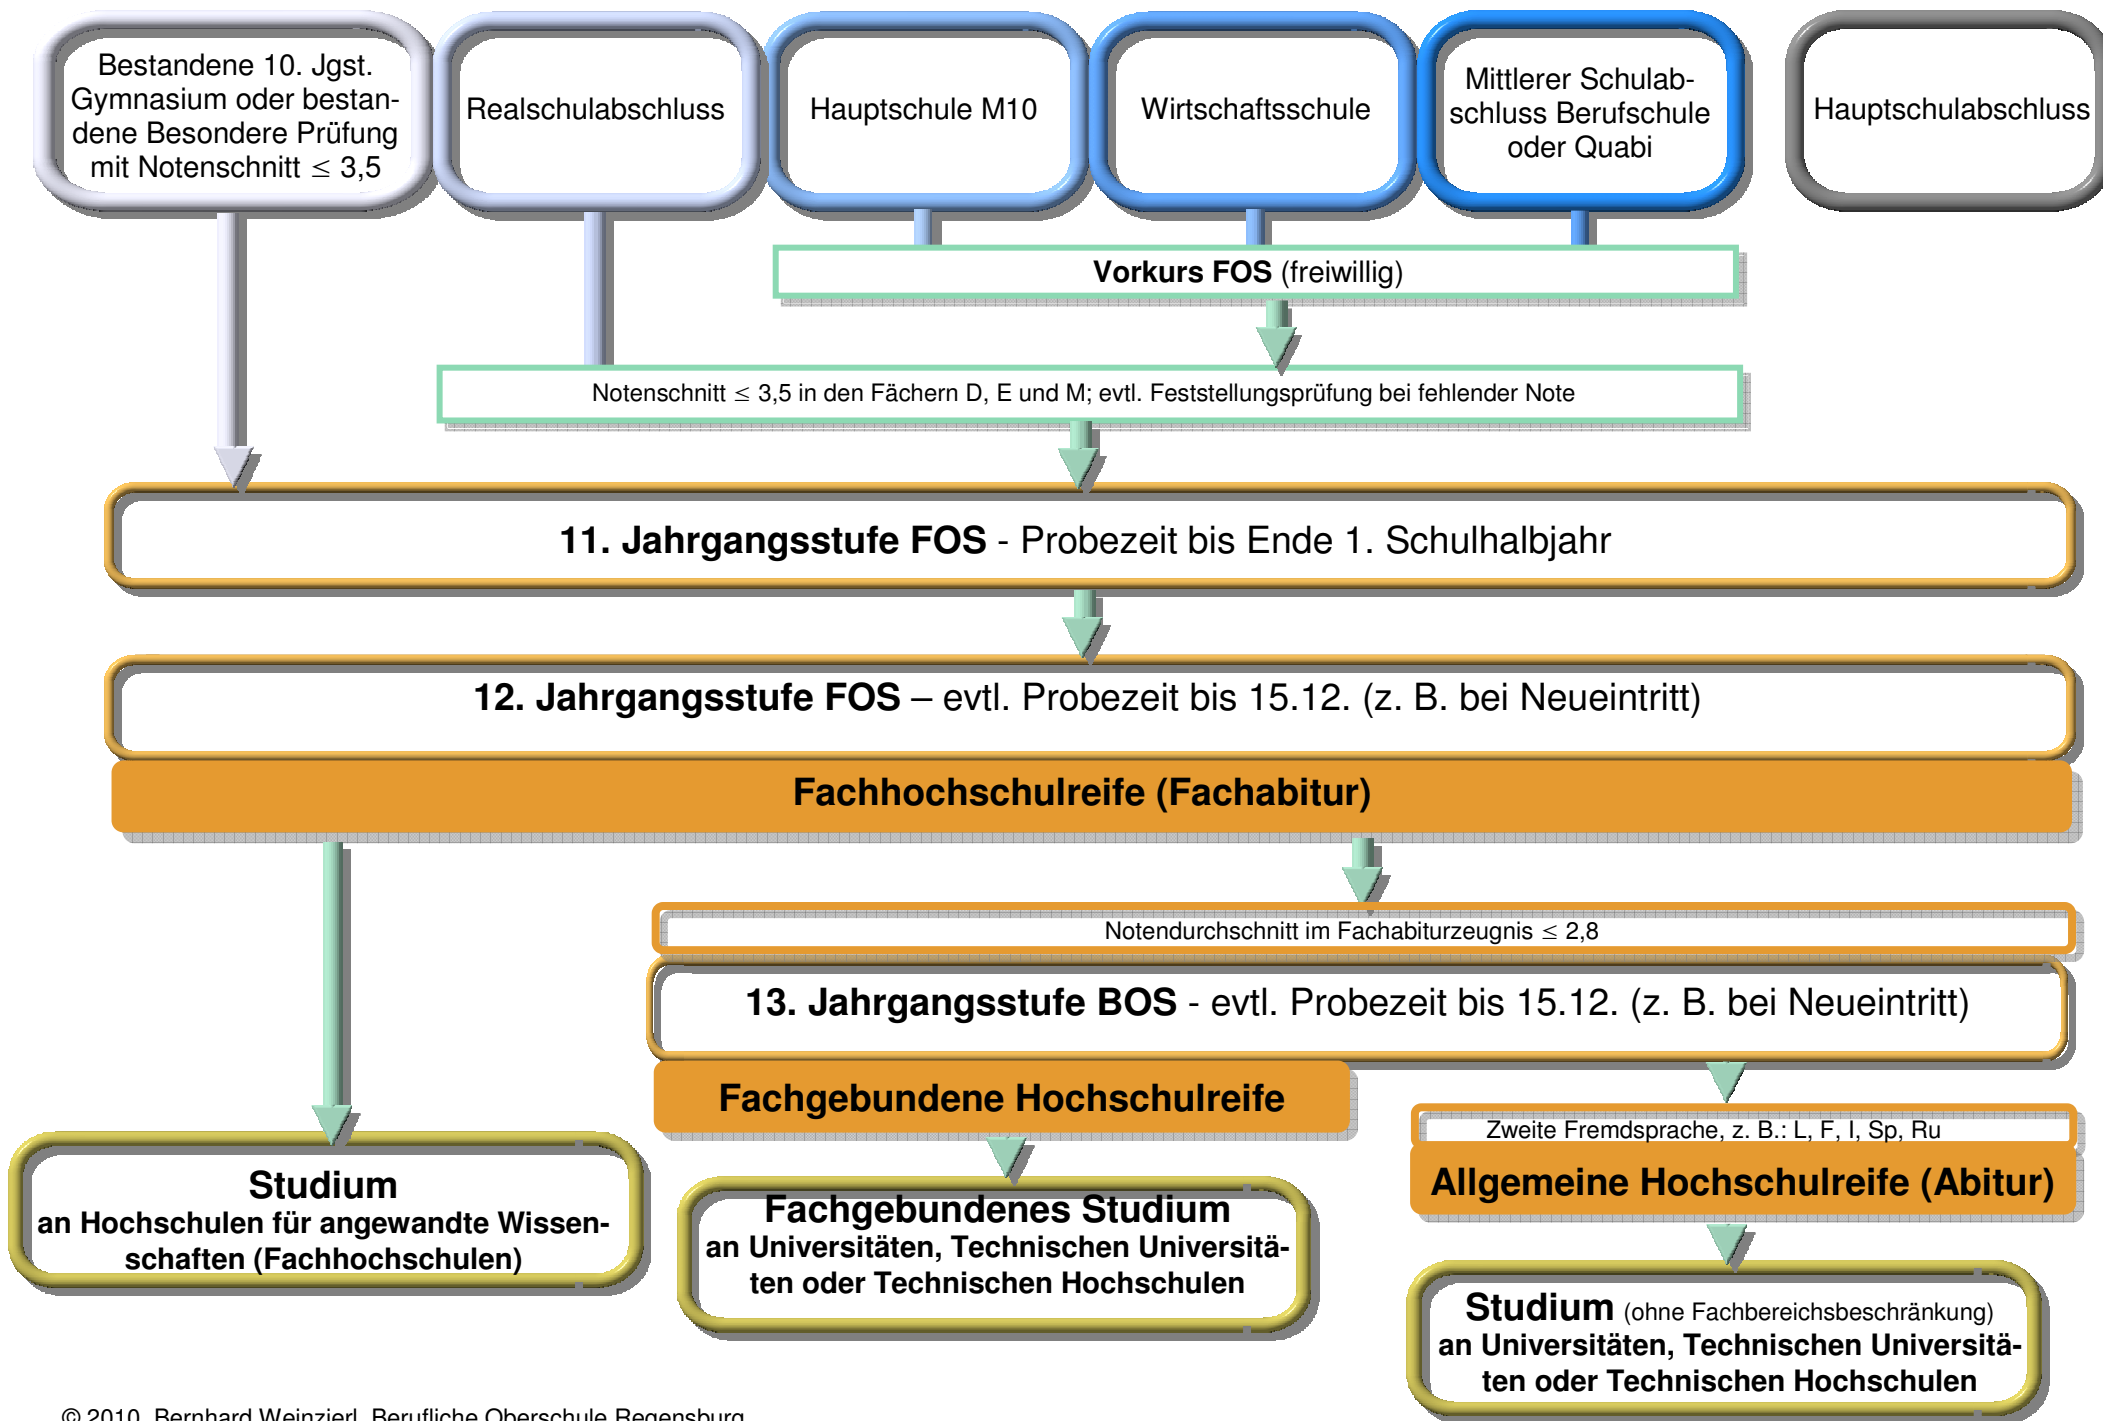 Bestandene 10. Jgst.
Gymnasium oder bestan-
dene Besondere Prüfung
mit Notenschnitt ≤ 3,5
Realschulabschluss
Hauptschule M10
Wirtschaftsschule
Mittlerer Schulab-
schluss Berufschule
oder Quabi
Hauptschulabschluss
Vorkurs FOS (freiwillig)
Notenschnitt ≤ 3,5 in den Fächern D, E und M; evtl. Feststellungsprüfung bei fehlender Note
11. Jahrgangsstufe FOS - Probezeit bis Ende 1. Schulhalbjahr
12. Jahrgangsstufe FOS – evtl. Probezeit bis 15.12. (z. B. bei Neueintritt)
Fachhochschulreife (Fachabitur)
Notendurchschnitt im Fachabiturzeugnis ≤ 2,8
13. Jahrgangsstufe BOS - evtl. Probezeit bis 15.12. (z. B. bei Neueintritt)
Fachgebundene Hochschulreife
Zweite Fremdsprache, z. B.: L, F, I, Sp, Ru
Allgemeine Hochschulreife (Abitur)
Studium
an Hochschulen für angewandte Wissen-
schaften (Fachhochschulen)
Fachgebundenes Studium
an Universitäten, Technischen Universitä-
ten oder Technischen Hochschulen
Studium (ohne Fachbereichsbeschränkung)
an Universitäten, Technischen Universitä-
ten oder Technischen Hochschulen
© 2010, Bernhard Weinzierl, Berufliche Oberschule Regensburg